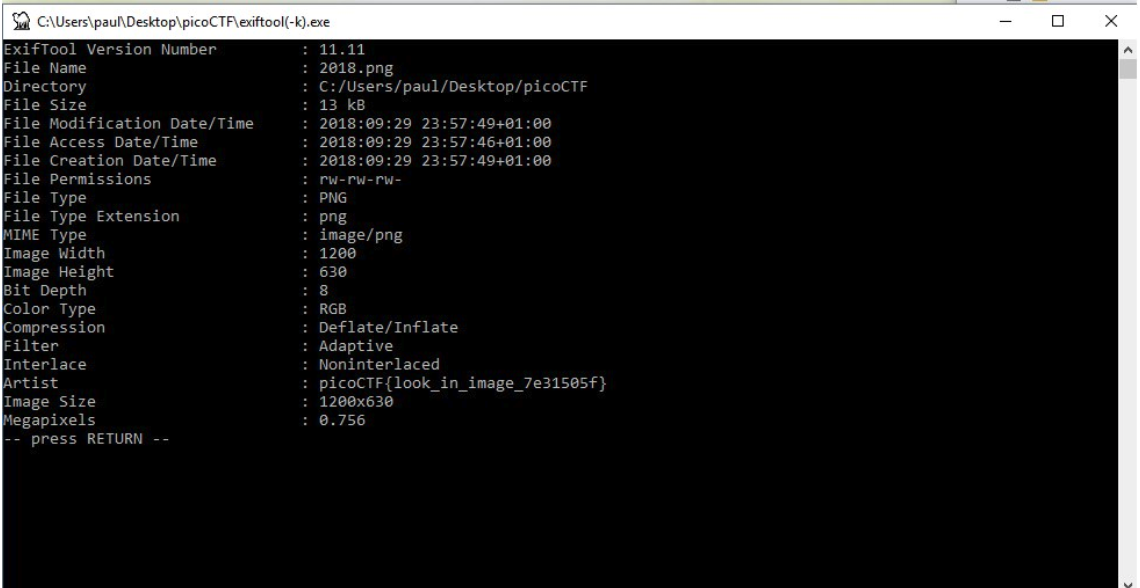 C:\Users\paul\Desktop\picoCTF\exiftool(-k).exe
ExifTool Version Number : 11.11
File Name : 2018.png
Directory : C:/Users/paul/Desktop/picoCTF
File Size : 13 kB
File Modification Date/Time : 2018:09:29 23:57:49+01:00
File Access Date/Time : 2018:09:29 23:57:46+01:00
File Creation Date/Time : 2018:09:29 23:57:49+01:00
File Permissions : rw-rw-rw-
File Type : PNG
File Type Extension : png
MIME Type : image/png
Image Width : 1200
Image Height : 630
Bit Depth : 8
Color Type : RGB
Compression : Deflate/Inflate
Filter : Adaptive
Interlace : Noninterlaced
Artist : picoCTF{look_in_image_7e31505f}
Image Size : 1200x630
Megapixels : 0.756
-- press RETURN --